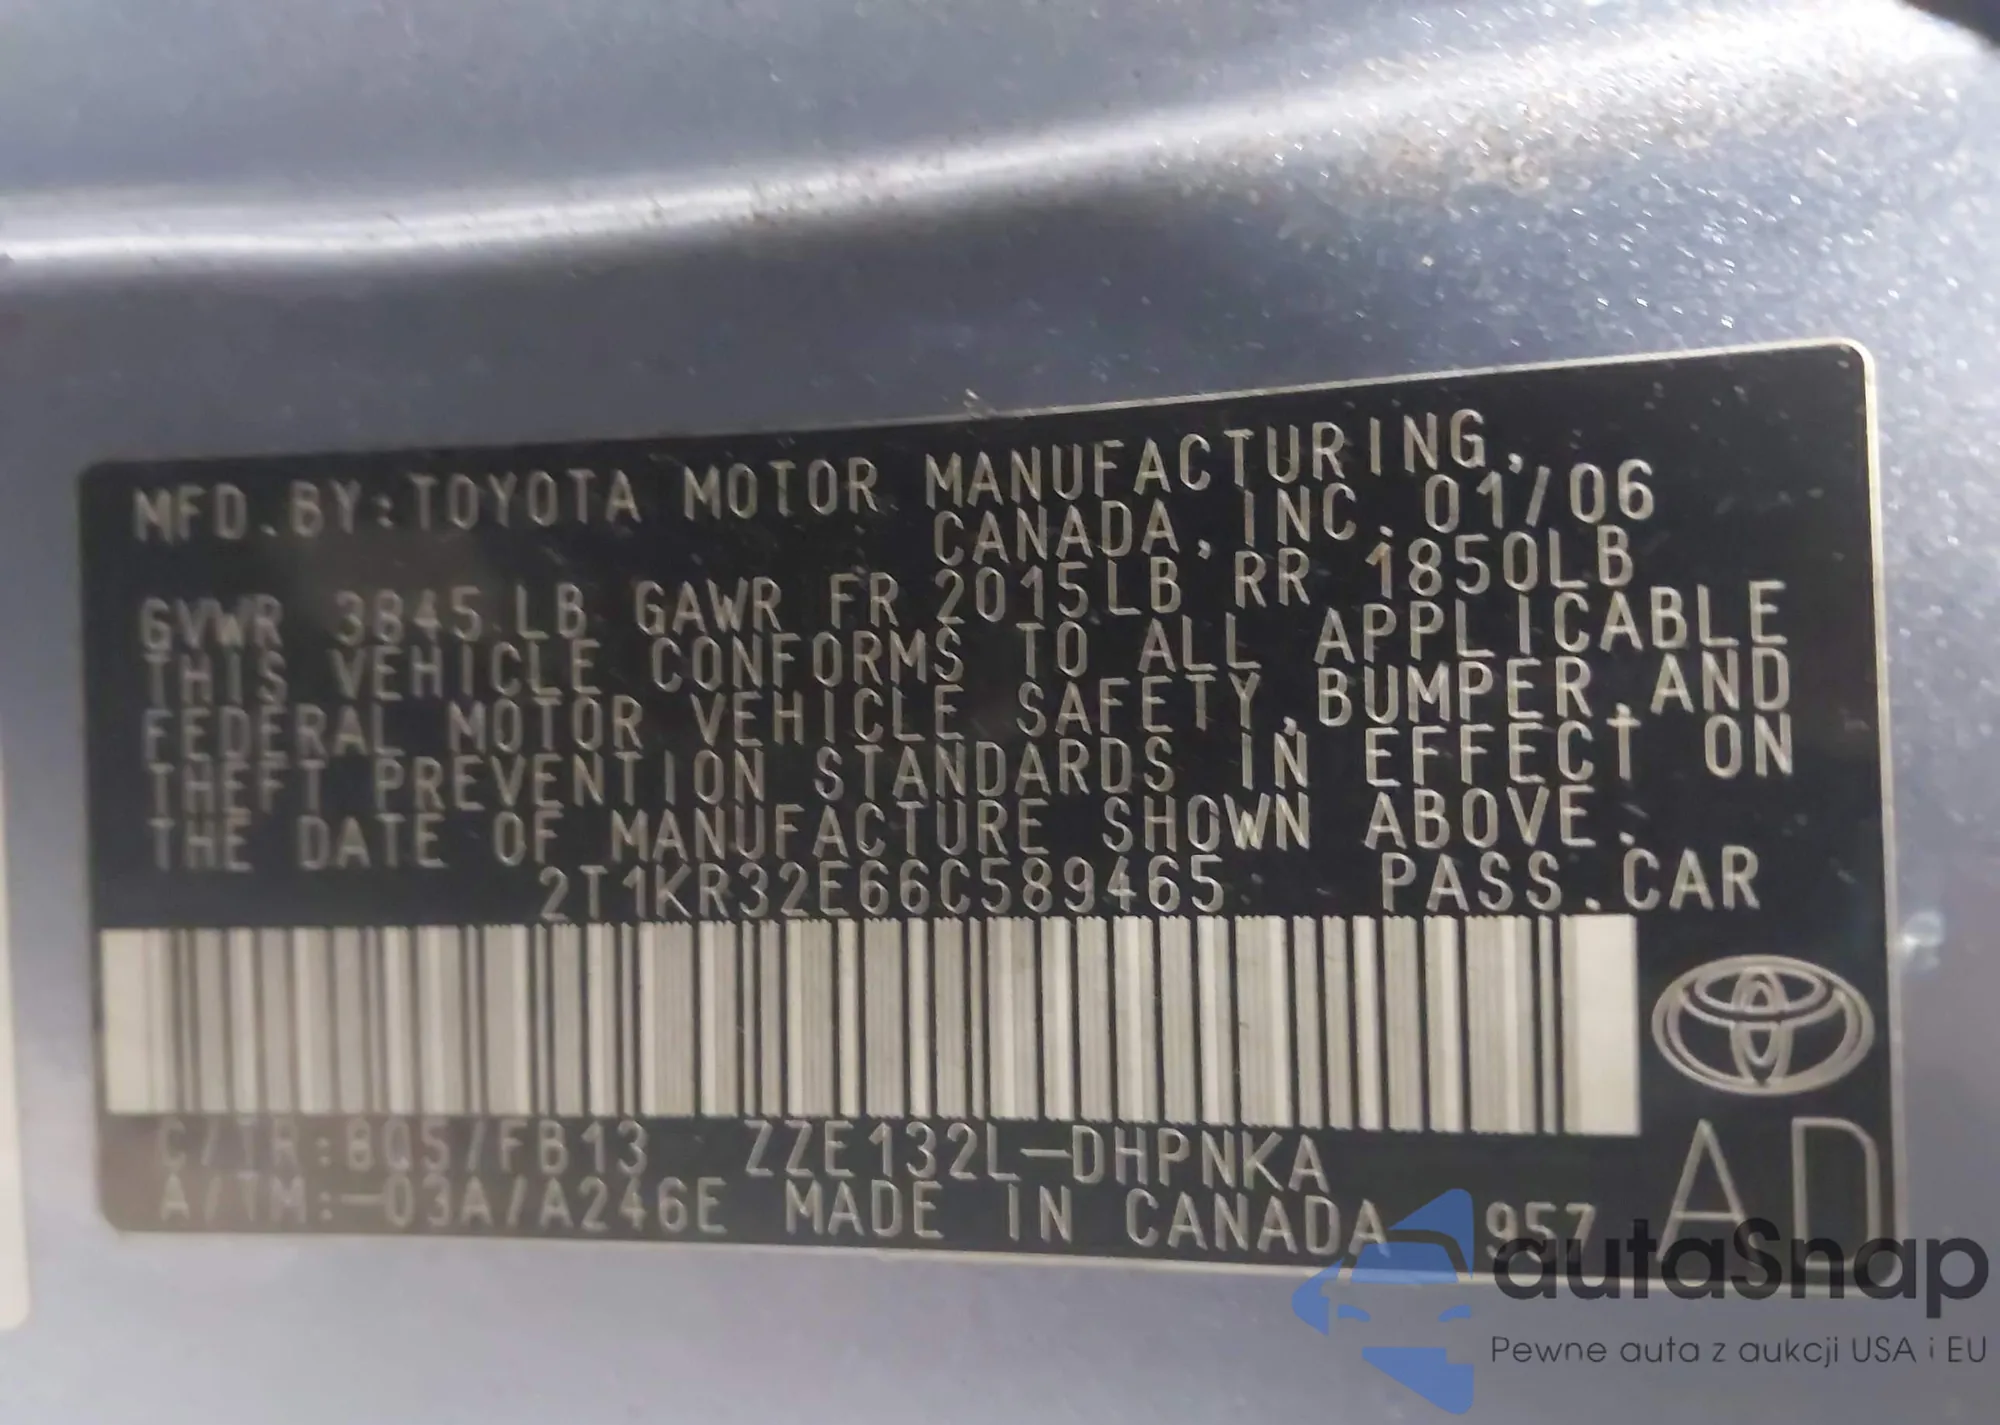 MFD. BY: TOYOTA MOTOR MANUFACTURING,
CANADA, INC. 01/06
GVWR 3845 LB GAWR FR 2015LB RR 1850LB
THIS VEHICLE CONFORMS TO ALL APPLICABLE
FEDERAL MOTOR VEHICLE SAFETY, BUMPER, AND
THEFT PREVENTION STANDARDS IN EFFECT ON
THE DATE OF MANUFACTURE SHOWN ABOVE.
2T1KR32E66C589465 PASS. CAR
C/TR: 8Q5/FB13 ZZE132L-DHPNKA
A/TM:-03A/A246E MADE IN CANADA 957
AD
autaSnap
Pewne auta z aukcji USA i EU